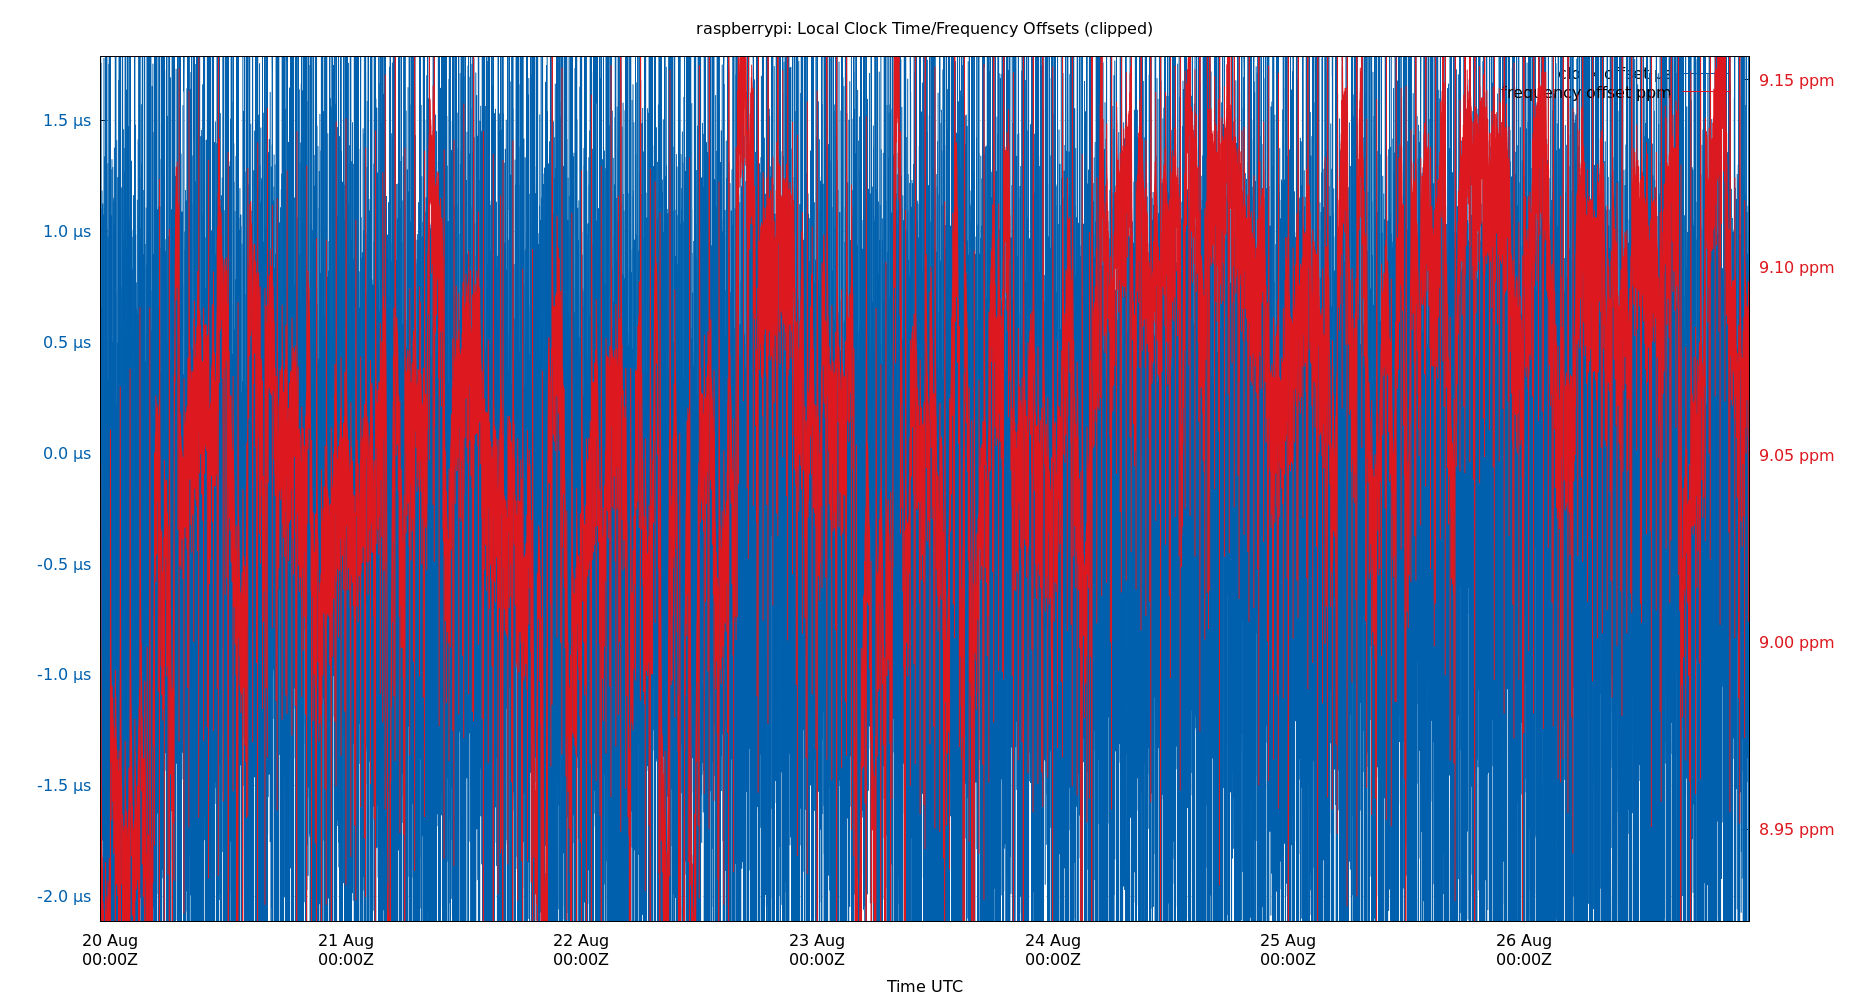 raspberrypi: Local Clock Time/Frequency Offsets (clipped)
clock offset µs
frequency offset ppm
1.5 µs
1.0 µs
0.5 µs
0.0 µs
-0.5 µs
-1.0 µs
-1.5 µs
-2.0 µs
9.15 ppm
9.10 ppm
9.05 ppm
9.00 ppm
8.95 ppm
20 Aug
00:00Z
21 Aug
00:00Z
22 Aug
00:00Z
23 Aug
00:00Z
24 Aug
00:00Z
25 Aug
00:00Z
26 Aug
00:00Z
Time UTC